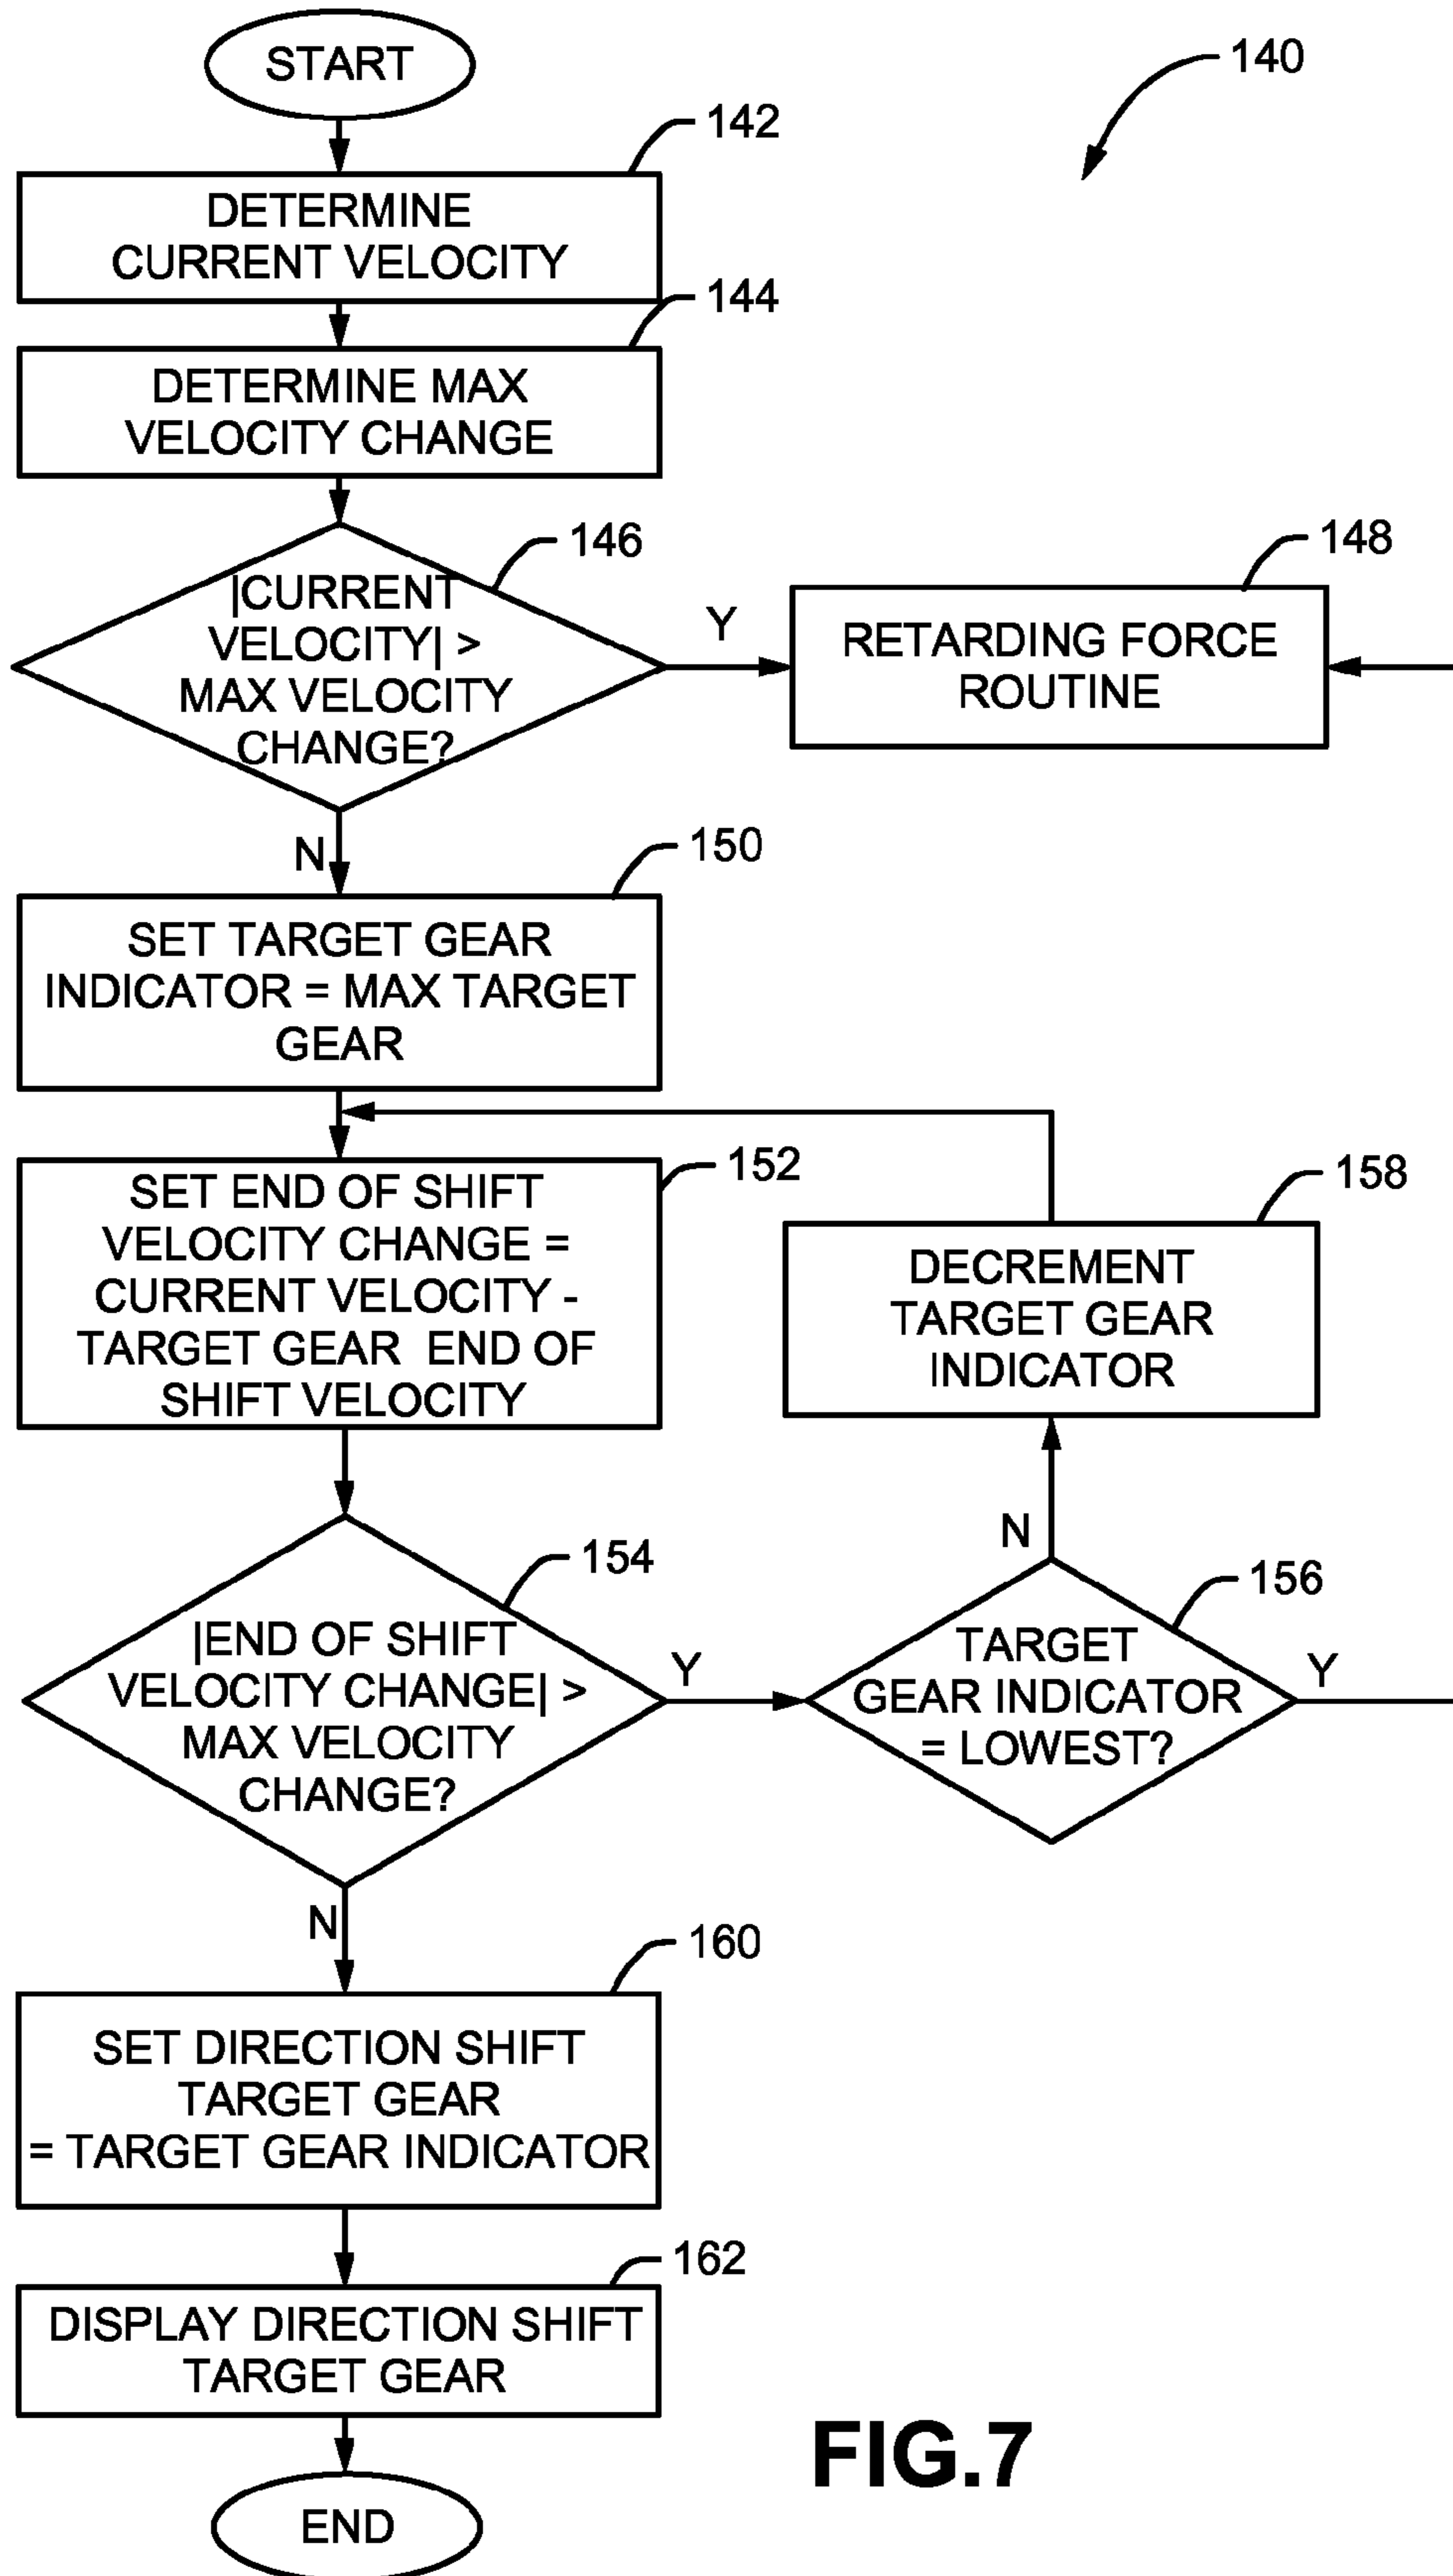 START
140
142
DETERMINE
CURRENT VELOCITY
144
DETERMINE MAX
VELOCITY CHANGE
146
|CURRENT
VELOCITY| >
MAX VELOCITY
CHANGE?
Y
148
RETARDING FORCE
ROUTINE
N
150
SET TARGET GEAR
INDICATOR = MAX TARGET
GEAR
152
SET END OF SHIFT
VELOCITY CHANGE =
CURRENT VELOCITY -
TARGET GEAR END OF
SHIFT VELOCITY
158
DECREMENT
TARGET GEAR
INDICATOR
N
154
|END OF SHIFT
VELOCITY CHANGE| >
MAX VELOCITY
CHANGE?
Y
156
TARGET
GEAR INDICATOR
= LOWEST?
Y
N
160
SET DIRECTION SHIFT
TARGET GEAR
= TARGET GEAR INDICATOR
162
DISPLAY DIRECTION SHIFT
TARGET GEAR
END
FIG.7